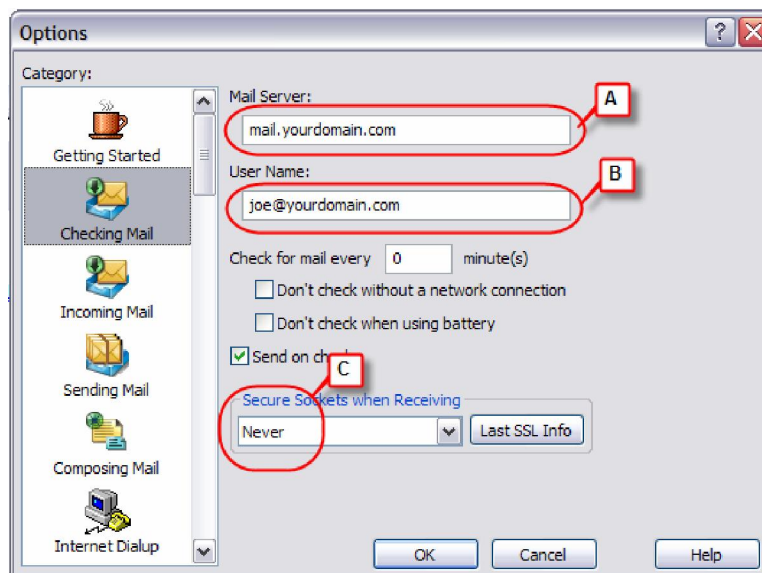 Options
?
Category:
Getting Started
Checking Mail
Incoming Mail
Sending Mail
Composing Mail
Internet Dialup
Mail Server:
A
mail.yourdomain.com
User Name:
B
joe@yourdomain.com
Check for mail every 0 minute(s)
Don't check without a network connection
Don't check when using battery
Send on
C
Secure Sockets when Receiving
Never
Last SSL Info
OK Cancel Help